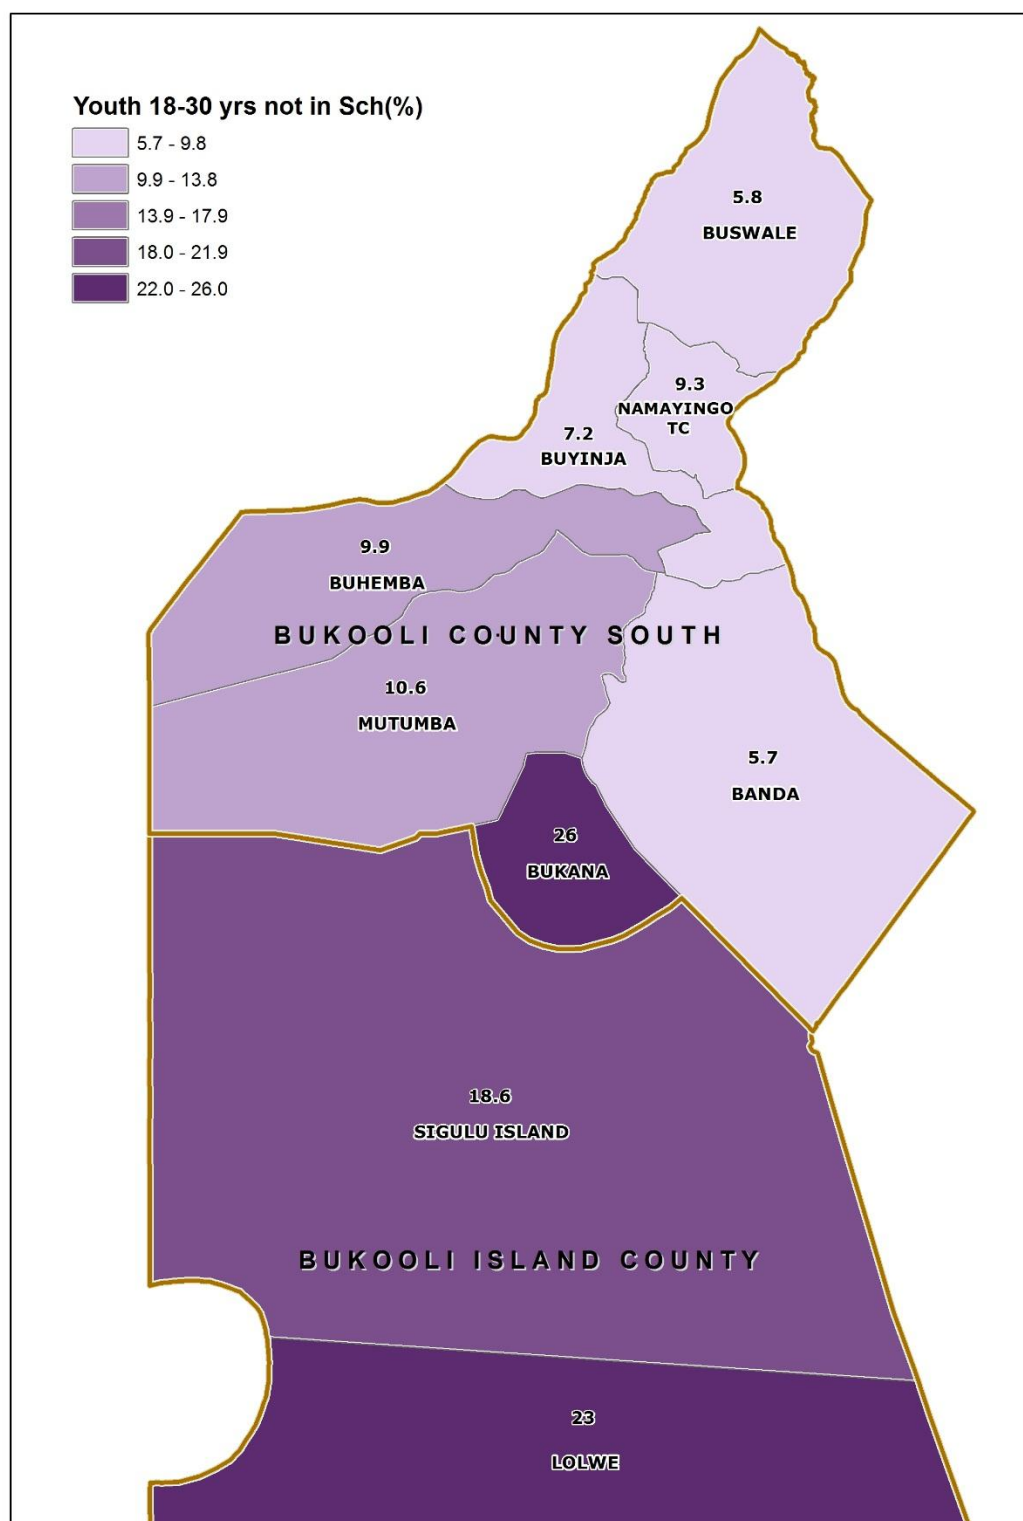 Youth 18-30 yrs not in Sch(%)
5.7 - 9.8
9.9 - 13.8
13.9 - 17.9
18.0 - 21.9
22.0 - 26.0
5.8
BUSWALE
9.3
NAMAYINGO
TC
7.2
BUYINJA
9.9
BUHEMBA
BUKOOLI COUNTY SOUTH
10.6
MUTUMBA
5.7
BANDA
26
BUKANA
18.6
SIGULU ISLAND
BUKOOLI ISLAND COUNTY
23
LOLWE